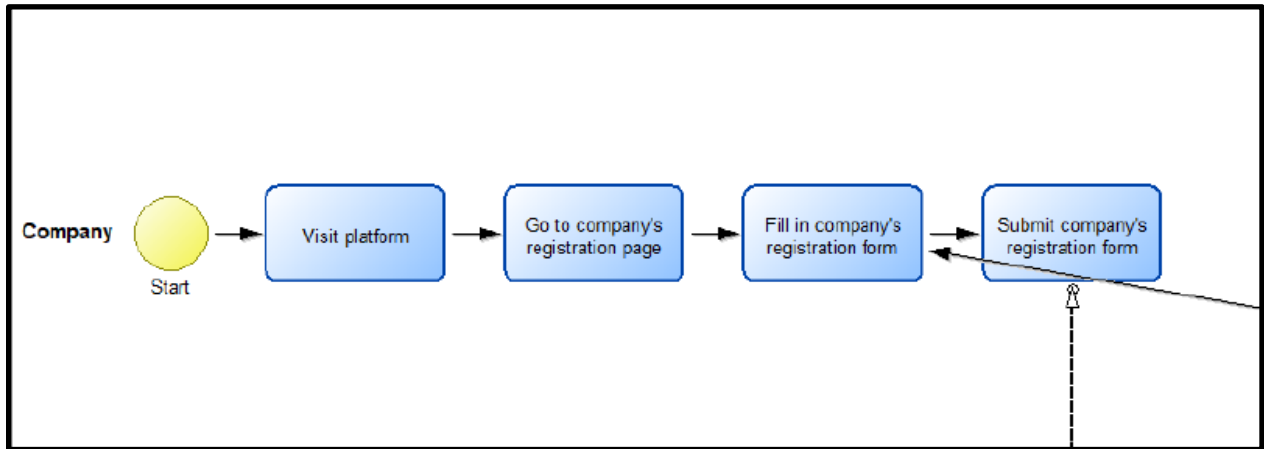 Company
Start
Visit platform
Go to company's
registration page
Fill in company's
registration form
Submit company's
registration form